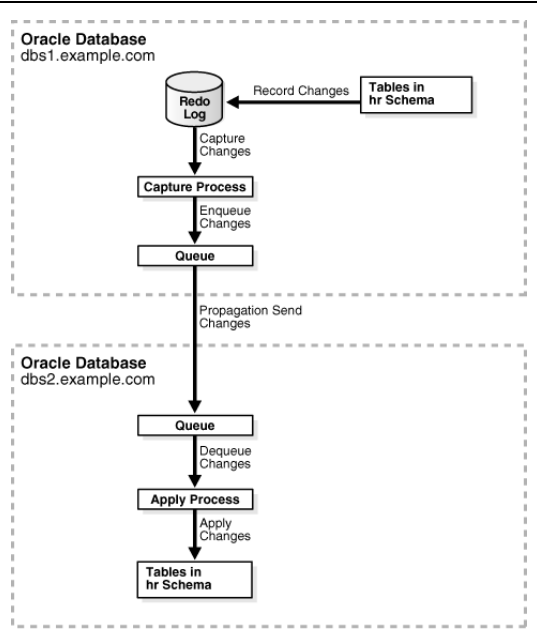 Oracle Database
dbs1.example.com
Redo
Log
Record Changes
Tables in
hr Schema
Capture
Changes
Capture Process
Enqueue
Changes
Queue
Propagation Send
Changes
Oracle Database
dbs2.example.com
Queue
Dequeue
Changes
Apply Process
Apply
Changes
Tables in
hr Schema